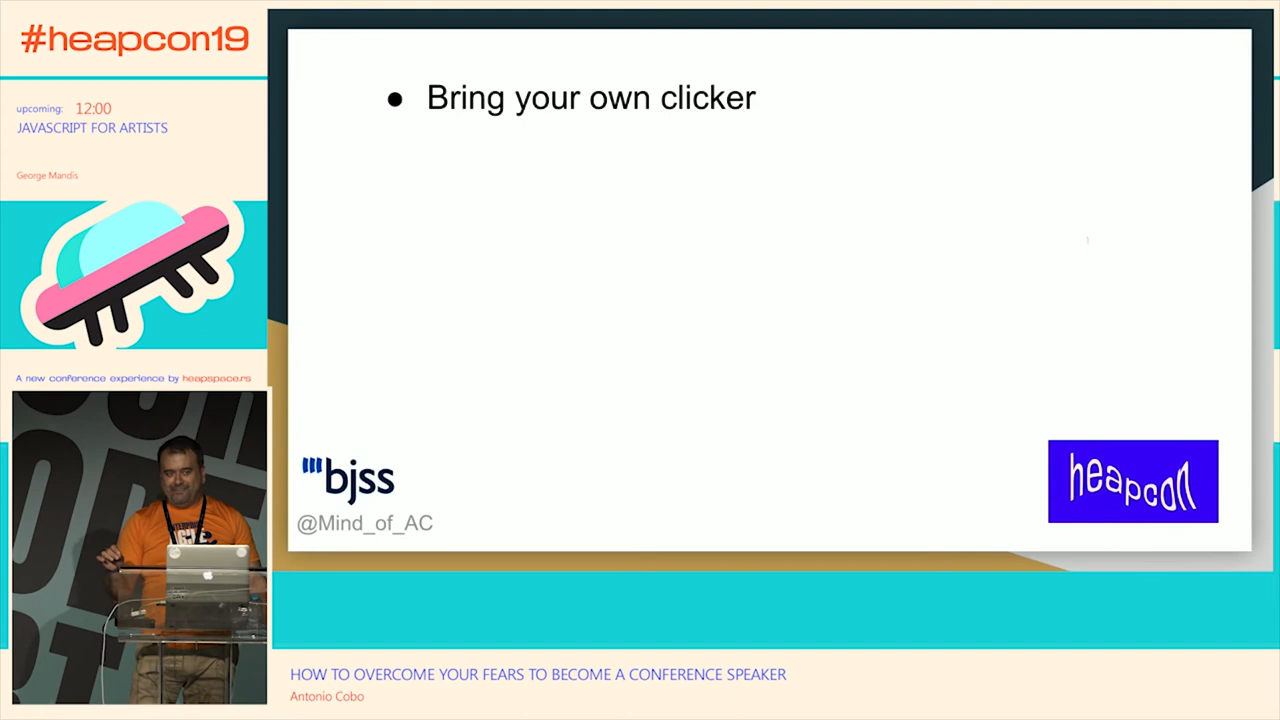 #heapcon19
upcoming: 12:00
JAVASCRIPT FOR ARTISTS
George Mandis
A new conference experience by heapspace.rs
● Bring your own clicker
bjss
@Mind_of_AC
heapcon
HOW TO OVERCOME YOUR FEARS TO BECOME A CONFERENCE SPEAKER
Antonio Cobo